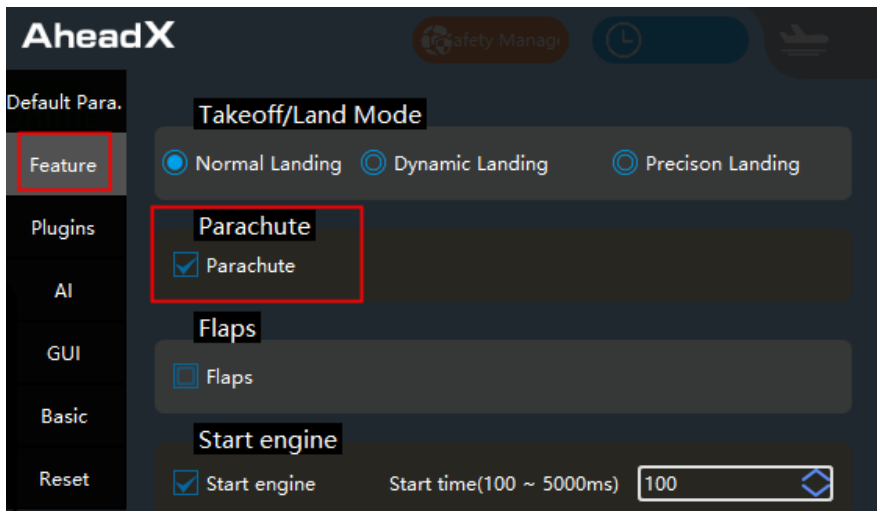 AheadX
afety Manag
Default Para.
Feature
Plugins
AI
GUI
Basic
Reset
Takeoff/Land Mode
Normal Landing Dynamic Landing Precison Landing
Parachute
Parachute
Flaps
Flaps
Start engine
Start engine Start time(100 ~ 5000ms) 100